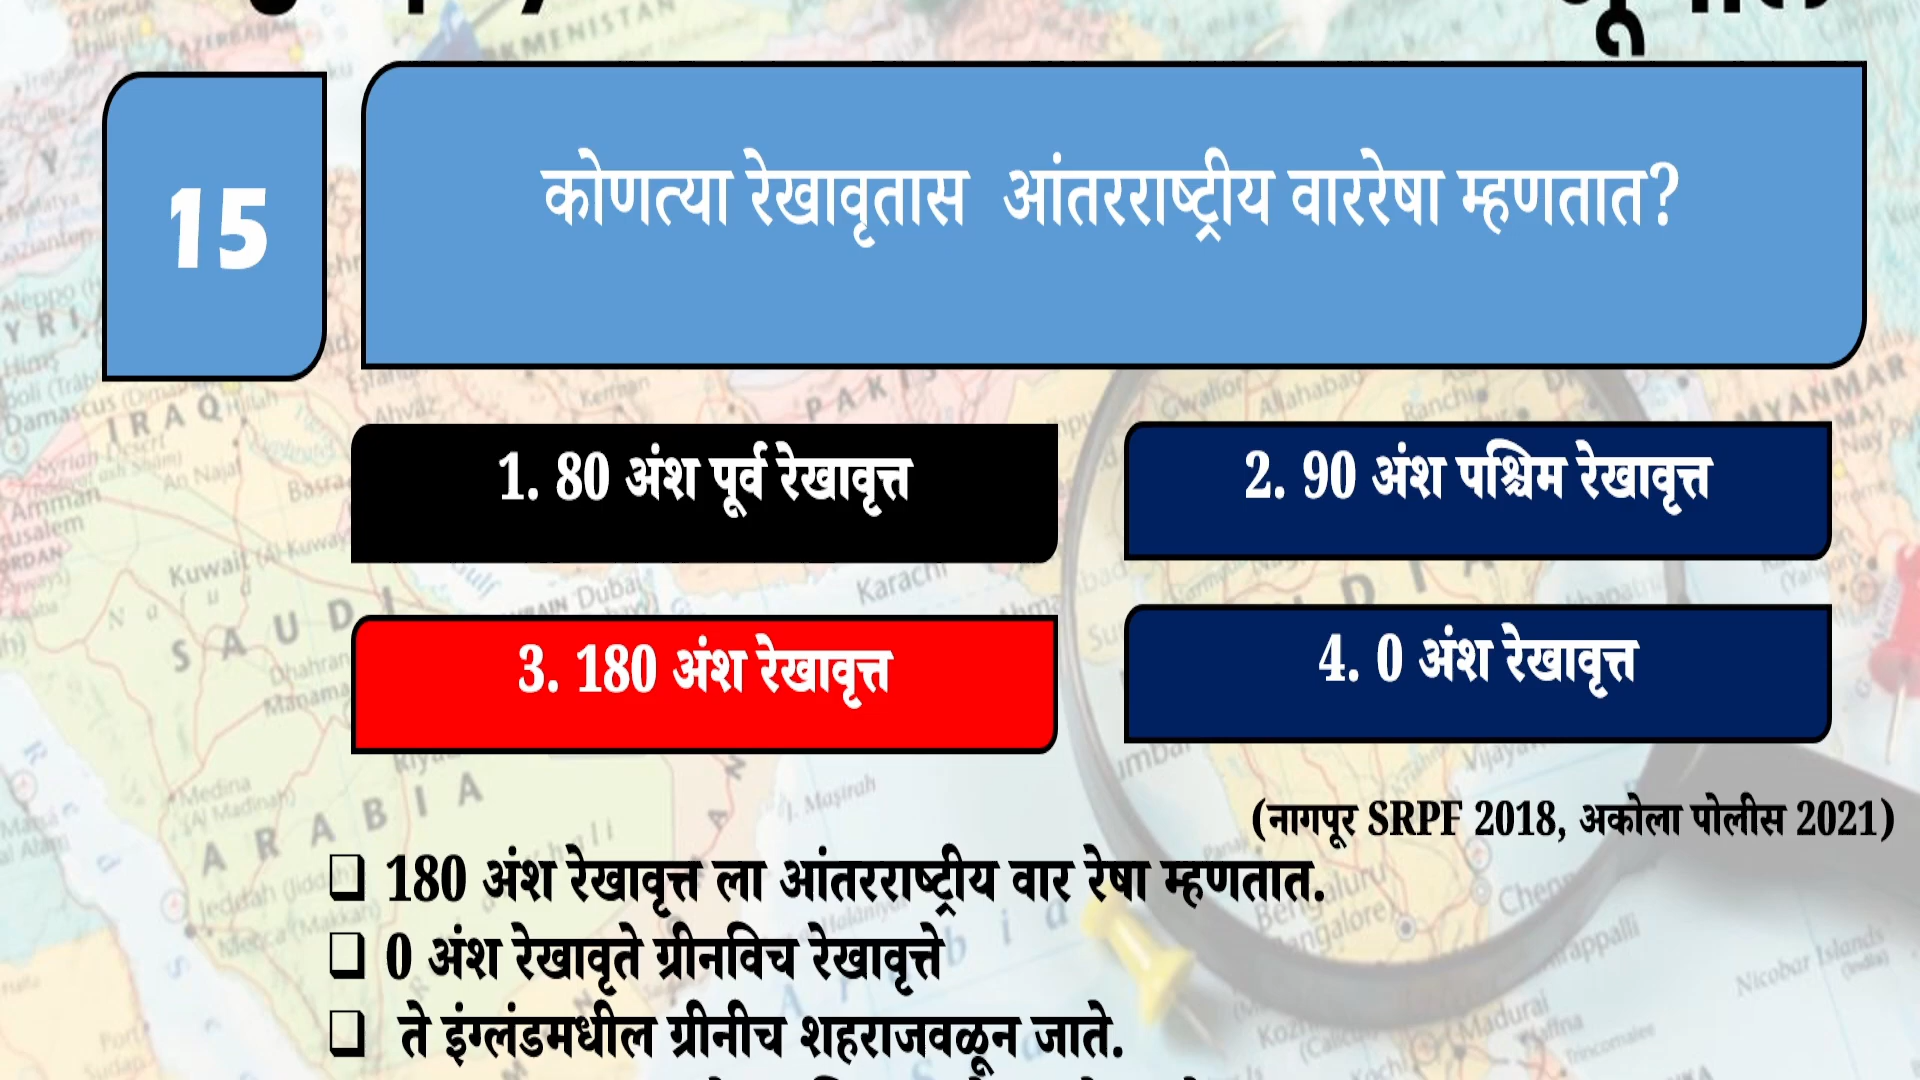 15
कोणत्या रेखावृतास आंतरराष्ट्रीय वाररेषा म्हणतात?
1. 80 अंश पूर्व रेखावृत्त
2. 90 अंश पश्चिम रेखावृत्त
3. 180 अंश रेखावृत्त
4. 0 अंश रेखावृत्त
(नागपूर SRPF 2018, अकोला पोलीस 2021)
180 अंश रेखावृत्त ला आंतरराष्ट्रीय वार रेषा म्हणतात.
0 अंश रेखावृते ग्रीनविच रेखावृत्ते
ते इंग्लंडमधील ग्रीनीच शहराजवळून जाते.